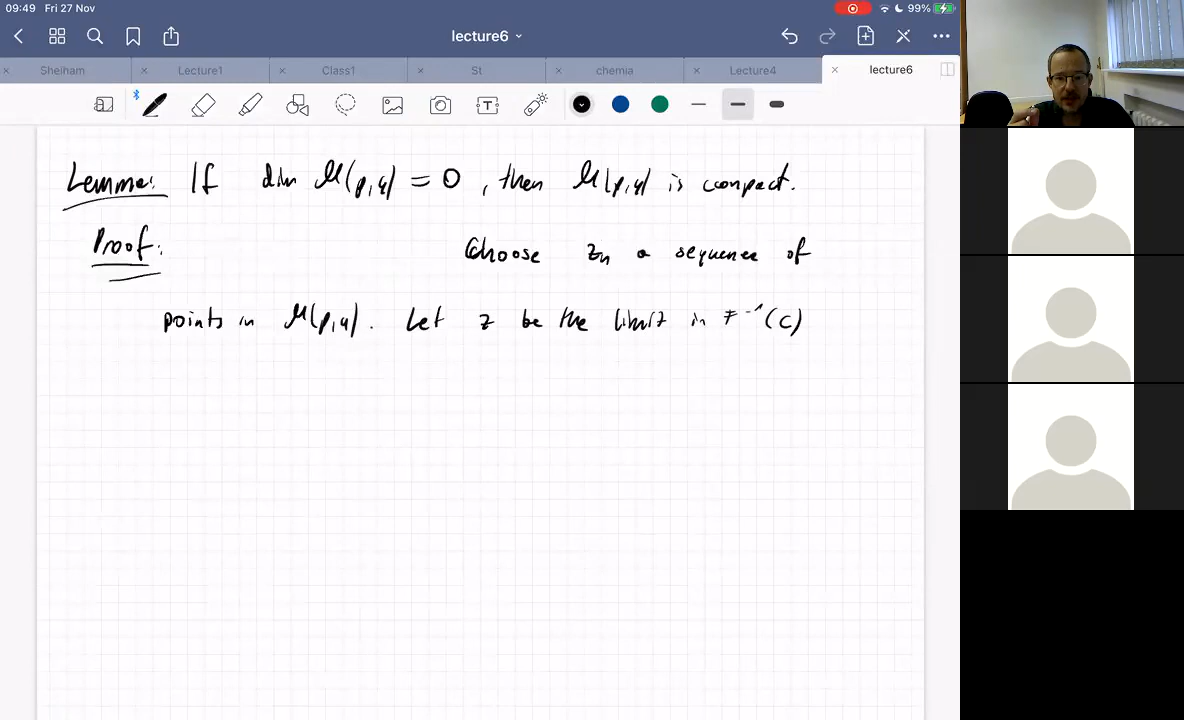 09:49 Fri 27 Nov
99%
lecture6
Sheiham
Lecture1
Class1
St
chemia
Lecture4
lecture6
Lemma: If dim M(p,q) = 0, then M(p,q) is compact.
Proof: Choose zn a sequence of
points in M(p,q). Let z be the limit in F⁻¹(c)